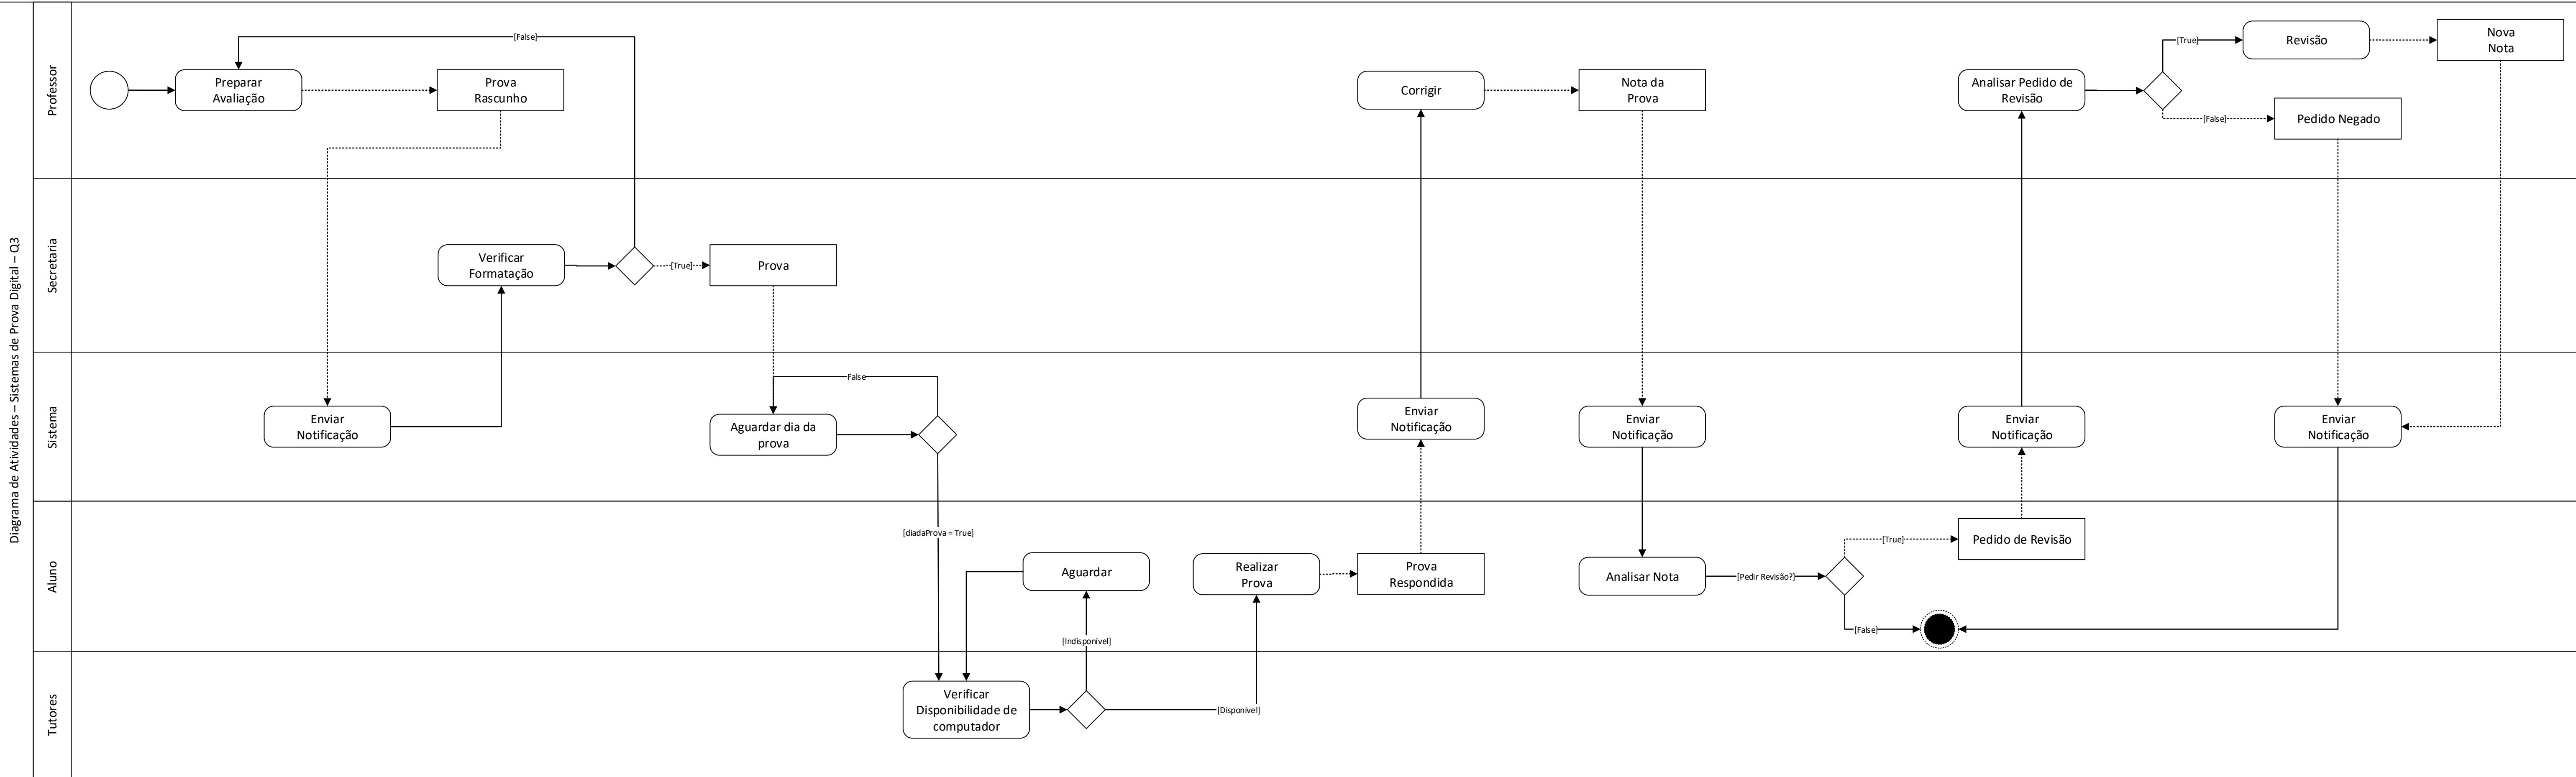 Diagrama de Atividades – Sistemas de Prova Digital – Q3
Professor
[False]
Preparar
Avaliação
Prova
Rascunho
Corrigir
Nota da
Prova
Analisar Pedido de
Revisão
[True]
Revisão
Nova
Nota
[False]
Pedido Negado
Secretaria
Verificar
Formatação
[True]
Prova
Sistema
Enviar
Notificação
False
Aguardar dia da
prova
Enviar
Notificação
Enviar
Notificação
Enviar
Notificação
Enviar
Notificação
Aluno
[diadaProva = True]
Aguardar
[Indisponível]
Realizar
Prova
Prova
Respondida
Analisar Nota
[Pedir Revisão?]
[True]
Pedido de Revisão
[False]
Tutores
Verificar
Disponibilidade de
computador
[Disponível]